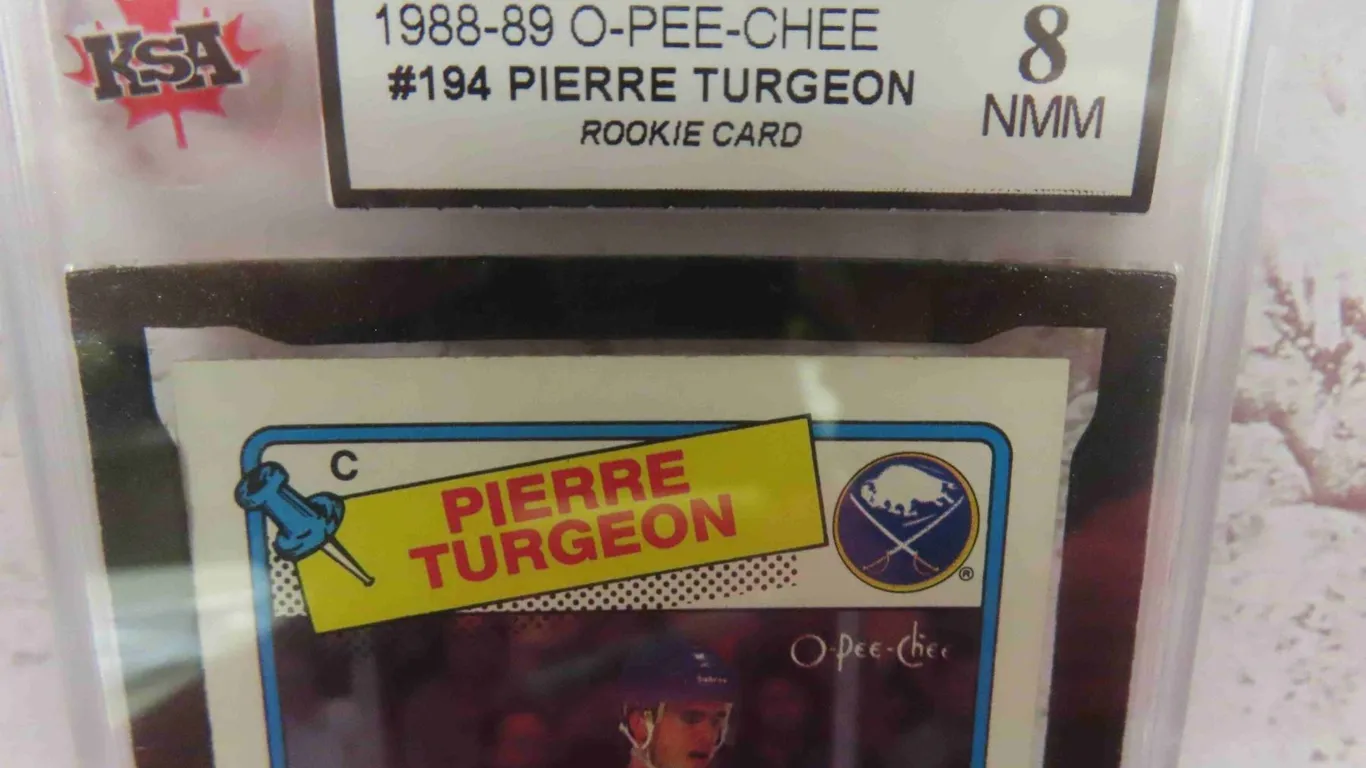 KSA
1988-89 O-PEE-CHEE
#194 PIERRE TURGEON
ROOKIE CARD
8
NMM
C
PIERRE
TURGEON
®
O-Pee-Chee